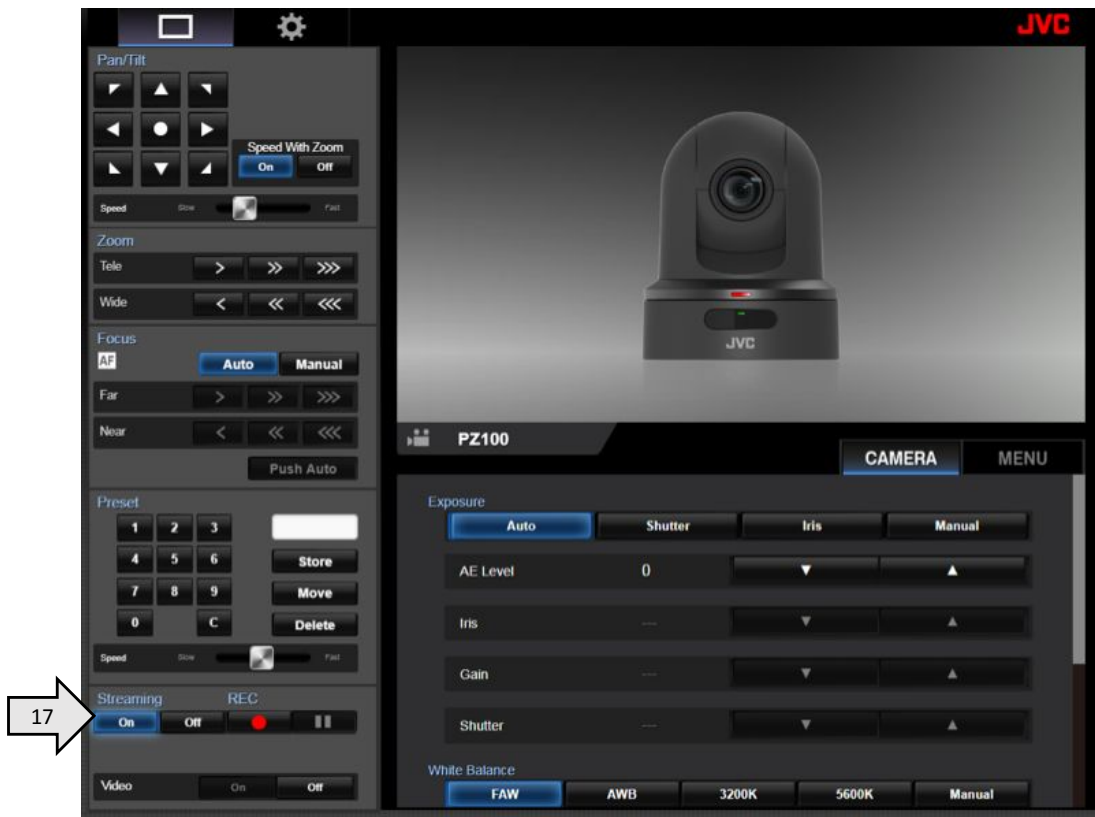 JVC
Pan/Tilt
Speed With Zoom
On Off
Speed Slow Fast
Zoom
Tele > >> >>>
Wide < << <<<
Focus
AF Auto Manual
Far > >> >>>
Near < << <<<
Push Auto
Preset
1 2 3
4 5 6 Store
7 8 9 Move
0 C Delete
Speed Slow Fast
Streaming REC
17
On Off
Video On Off
JVC
PZ100
CAMERA MENU
Exposure
Auto Shutter Iris Manual
AE Level 0
Iris ---
Gain ---
Shutter ---
White Balance
FAW AWB 3200K 5600K Manual